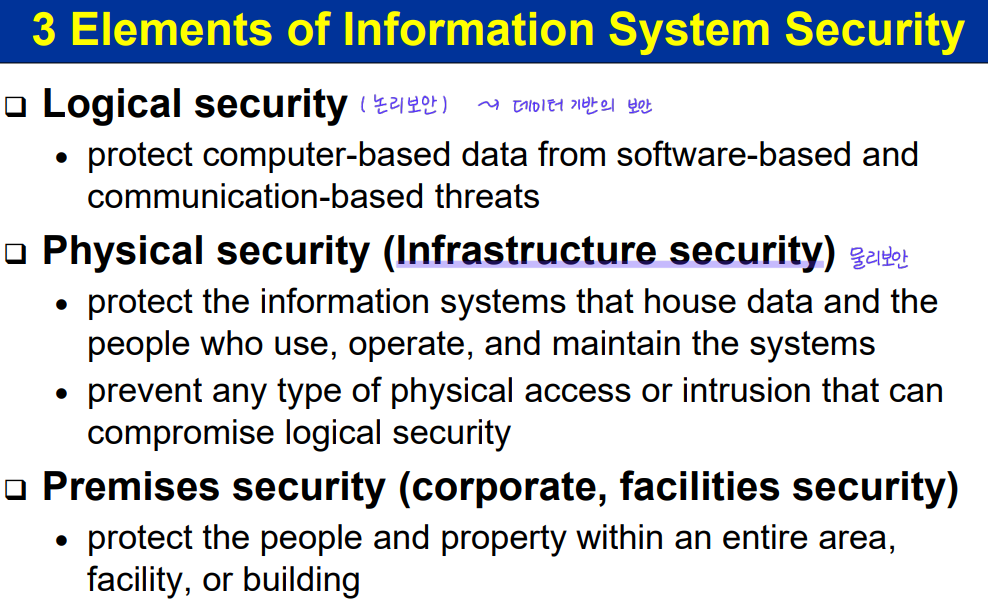 3 Elements of Information System Security
❑ Logical security (논리보안) ⤳ 데이터 기반의 보안
• protect computer-based data from software-based and
communication-based threats
❑ Physical security (Infrastructure security) 물리보안
• protect the information systems that house data and the
people who use, operate, and maintain the systems
• prevent any type of physical access or intrusion that can
compromise logical security
❑ Premises security (corporate, facilities security)
• protect the people and property within an entire area,
facility, or building